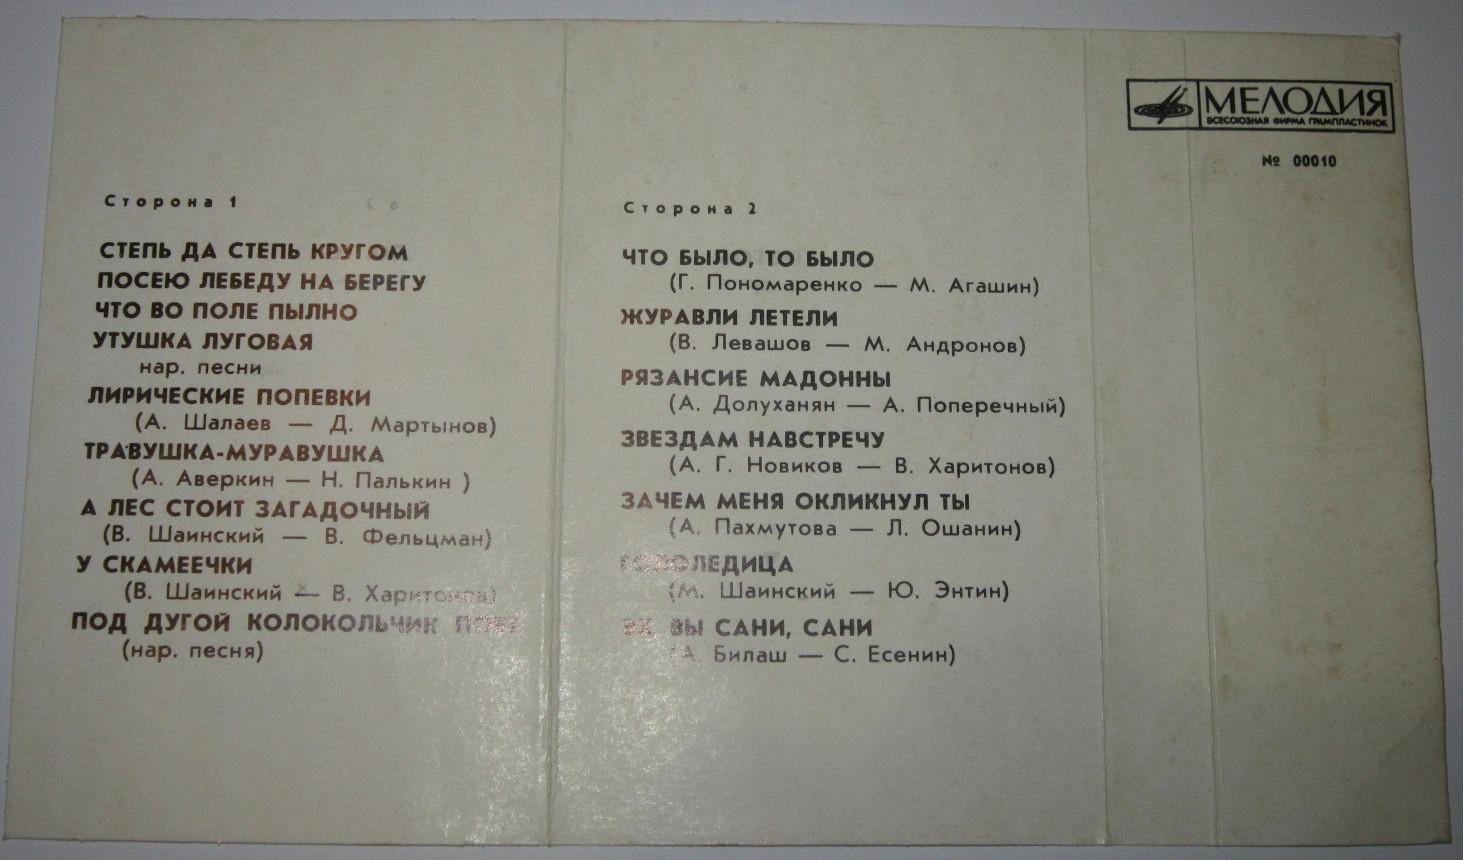 МЕЛОДИЯ
ВСЕСОЮЗНАЯ ФИРМА ГРАМПЛАСТИНОК
№ 00010
Сторона 1
СТЕПЬ ДА СТЕПЬ КРУГОМ
ПОСЕЮ ЛЕБЕДУ НА БЕРЕГУ
ЧТО ВО ПОЛЕ ПЫЛНО
УТУШКА ЛУГОВАЯ
нар. песни
ЛИРИЧЕСКИЕ ПОПЕВКИ
(А. Шалаев — Д. Мартынов)
ТРАВУШКА-МУРАВУШКА
(А. Аверкин — Н. Палькин )
А ЛЕС СТОИТ ЗАГАДОЧНЫЙ
(В. Шаинский — В. Фельцман)
У СКАМЕЕЧКИ
(В. Шаинский — В. Харитонов)
ПОД ДУГОЙ КОЛОКОЛЬЧИК ПОЕТ
(нар. песня)
Сторона 2
ЧТО БЫЛО, ТО БЫЛО
(Г. Пономаренко — М. Агашин)
ЖУРАВЛИ ЛЕТЕЛИ
(В. Левашов — М. Андронов)
РЯЗАНСИЕ МАДОННЫ
(А. Долуханян — А. Поперечный)
ЗВЕЗДАМ НАВСТРЕЧУ
(А. Г. Новиков — В. Харитонов)
ЗАЧЕМ МЕНЯ ОКЛИКНУЛ ТЫ
(А. Пахмутова — Л. Ошанин)
ГОЛОЛЕДИЦА
(М. Шаинский — Ю. Энтин)
ЭХ, ВЫ САНИ, САНИ
(А. Билаш — С. Есенин)